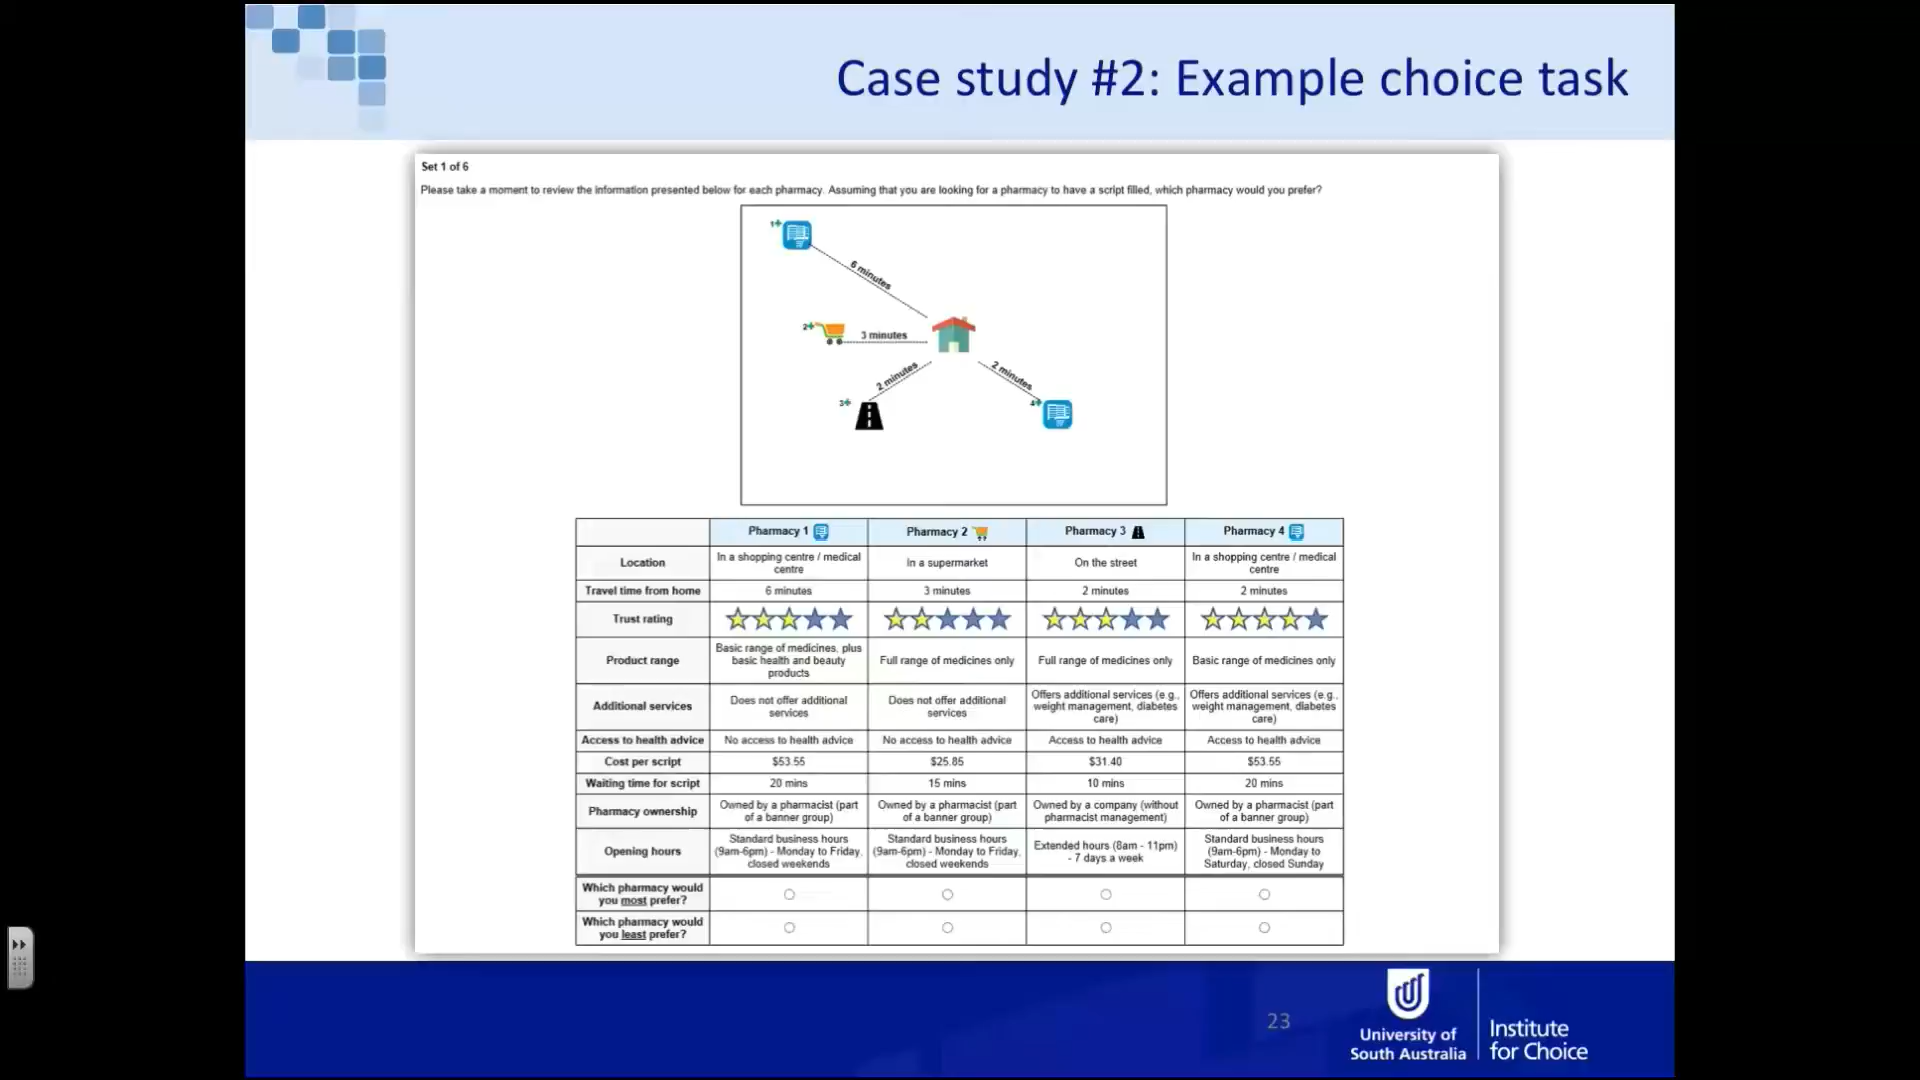 Case study #2: Example choice task
Set 1 of 6
Please take a moment to review the information presented below for each pharmacy. Assuming that you are looking for a pharmacy to have a script filled, which pharmacy would you prefer?
1+
6 minutes
2+
3 minutes
2 minutes
2 minutes
3+
4+
Pharmacy 1
Pharmacy 2
Pharmacy 3
Pharmacy 4
Location
In a shopping centre / medical
centre
In a supermarket
On the street
In a shopping centre / medical
centre
Travel time from home
6 minutes
3 minutes
2 minutes
2 minutes
Trust rating
Product range
Basic range of medicines, plus
basic health and beauty
products
Full range of medicines only
Full range of medicines only
Basic range of medicines only
Additional services
Does not offer additional
services
Does not offer additional
services
Offers additional services (e.g.,
weight management, diabetes
care)
Offers additional services (e.g.,
weight management, diabetes
care)
Access to health advice
No access to health advice
No access to health advice
Access to health advice
Access to health advice
Cost per script
$53.55
$25.85
$31.40
$53.55
Waiting time for script
20 mins
15 mins
10 mins
20 mins
Pharmacy ownership
Owned by a pharmacist (part
of a banner group)
Owned by a pharmacist (part
of a banner group)
Owned by a company (without
pharmacist management)
Owned by a pharmacist (part
of a banner group)
Opening hours
Standard business hours
(9am-6pm) - Monday to Friday,
closed weekends
Standard business hours
(9am-6pm) - Monday to Friday,
closed weekends
Extended hours (8am - 11pm)
- 7 days a week
Standard business hours
(9am-6pm) - Monday to
Saturday, closed Sunday
Which pharmacy would
you most prefer?
Which pharmacy would
you least prefer?
23
University of
South Australia
Institute
for Choice